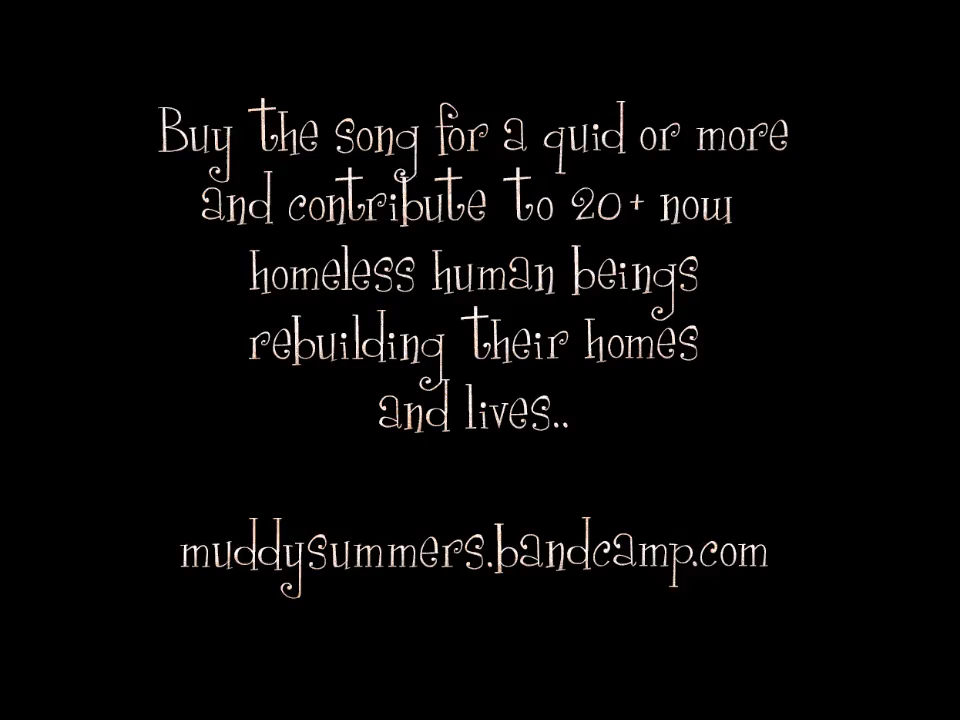 Buy the song for a quid or more
and contribute to 20+ now
homeless human beings
rebuilding their homes
and lives..
muddysummers.bandcamp.com